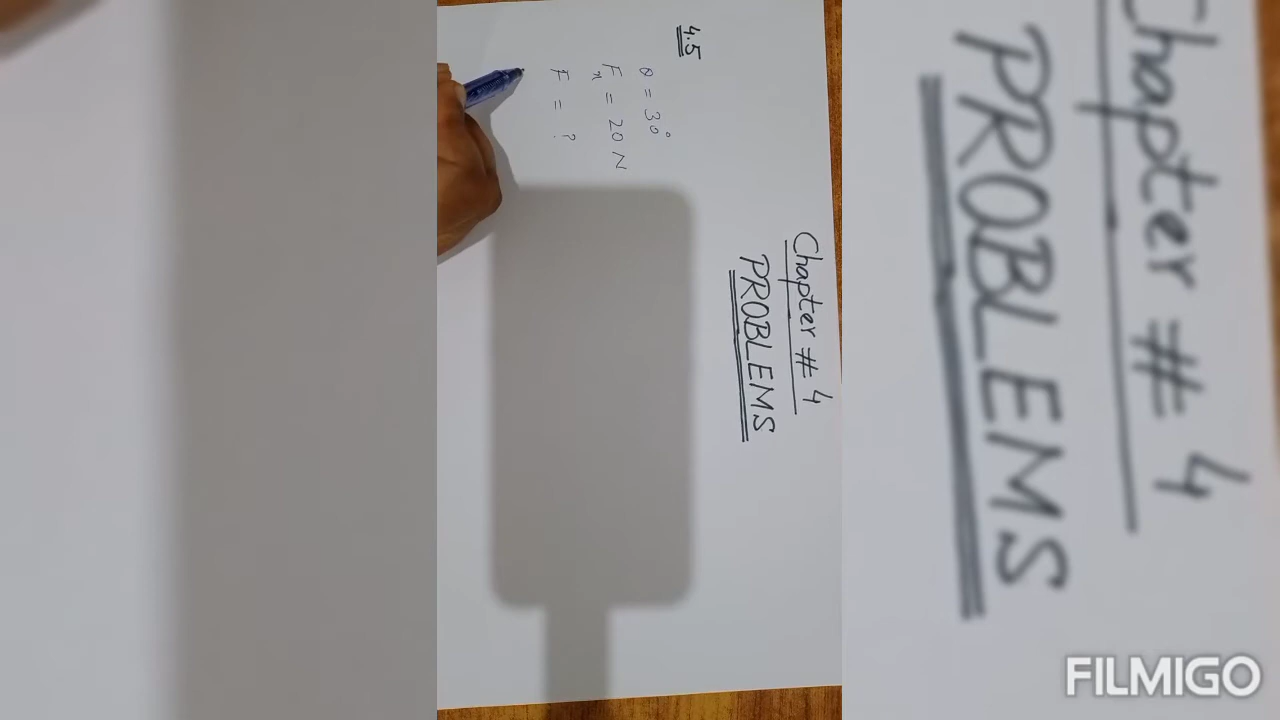 Chapter # 4
PROBLEMS
4.5
θ = 30°
Fx = 20 N
F = ?
Chapter # 4
PROBLEMS
FILMIGO